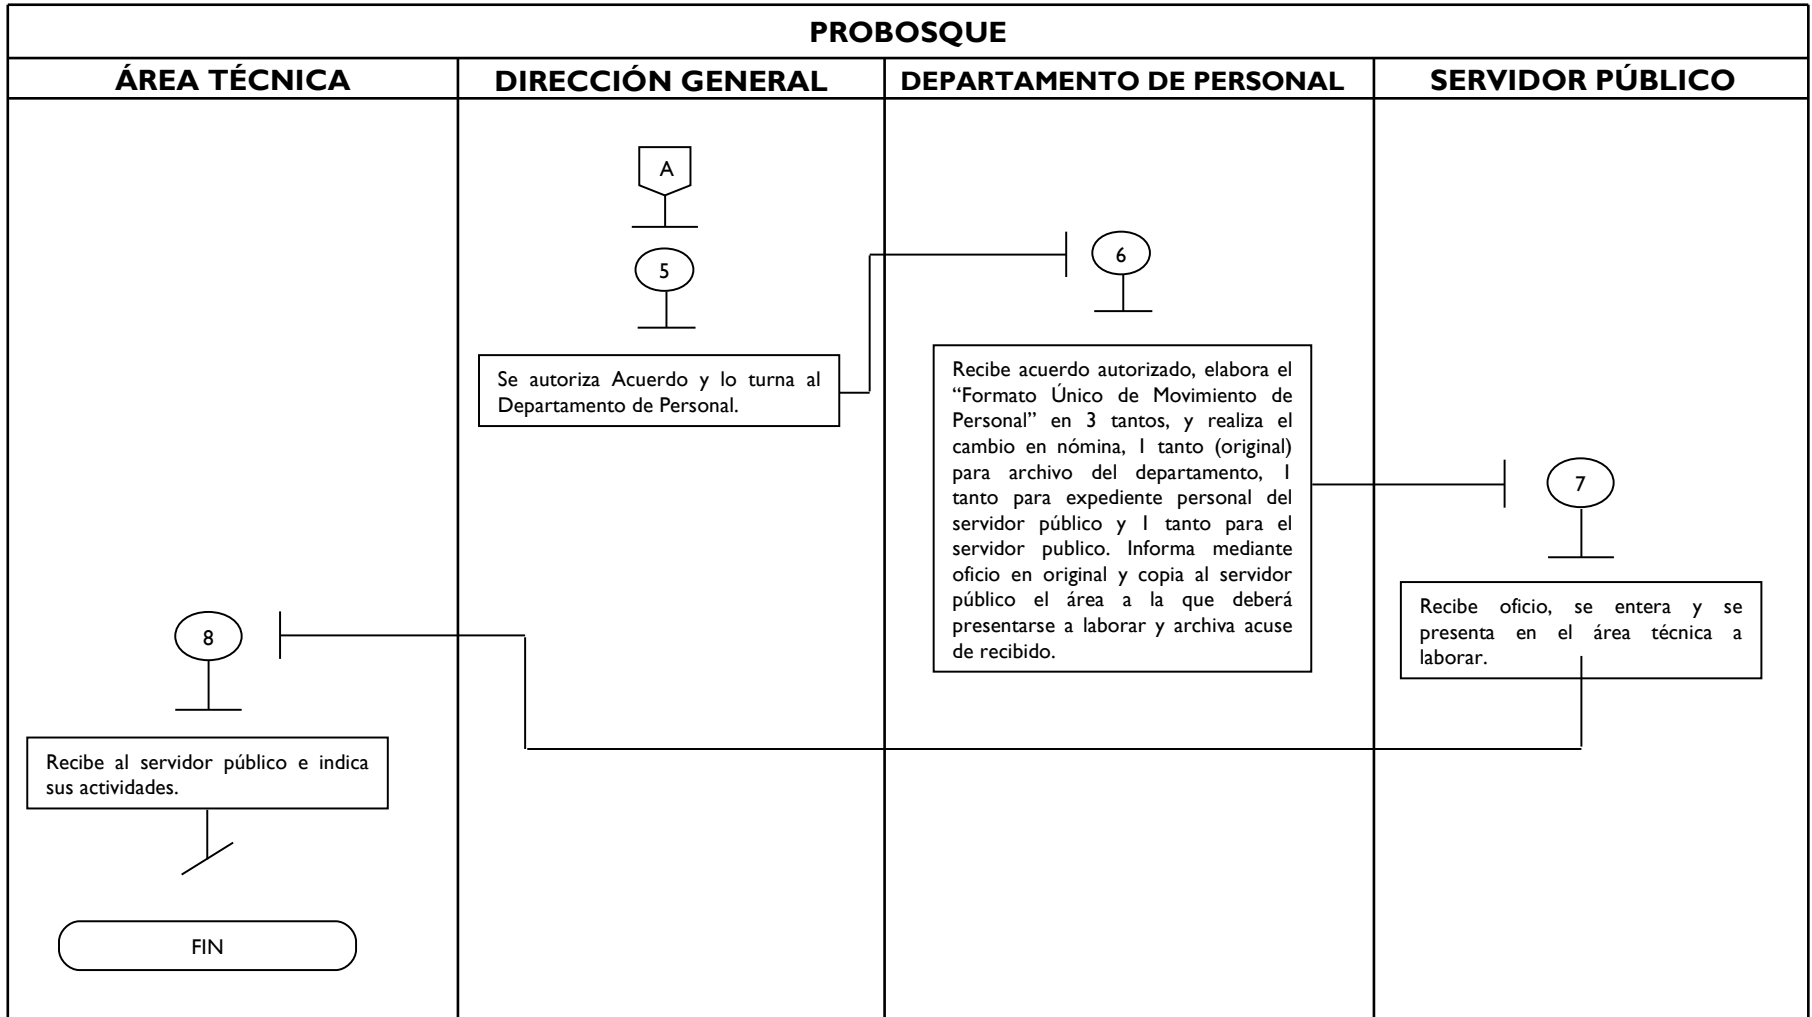 PROBOSQUE
ÁREA TÉCNICA
DIRECCIÓN GENERAL
DEPARTAMENTO DE PERSONAL
SERVIDOR PÚBLICO
A
5
Se autoriza Acuerdo y lo turna al
Departamento de Personal.
6
Recibe acuerdo autorizado, elabora el
“Formato Único de Movimiento de
Personal” en 3 tantos, y realiza el
cambio en nómina, 1 tanto (original)
para archivo del departamento, 1
tanto para expediente personal del
servidor público y 1 tanto para el
servidor publico. Informa mediante
oficio en original y copia al servidor
público el área a la que deberá
presentarse a laborar y archiva acuse
de recibido.
7
Recibe oficio, se entera y se
presenta en el área técnica a
laborar.
8
Recibe al servidor público e indica
sus actividades.
FIN